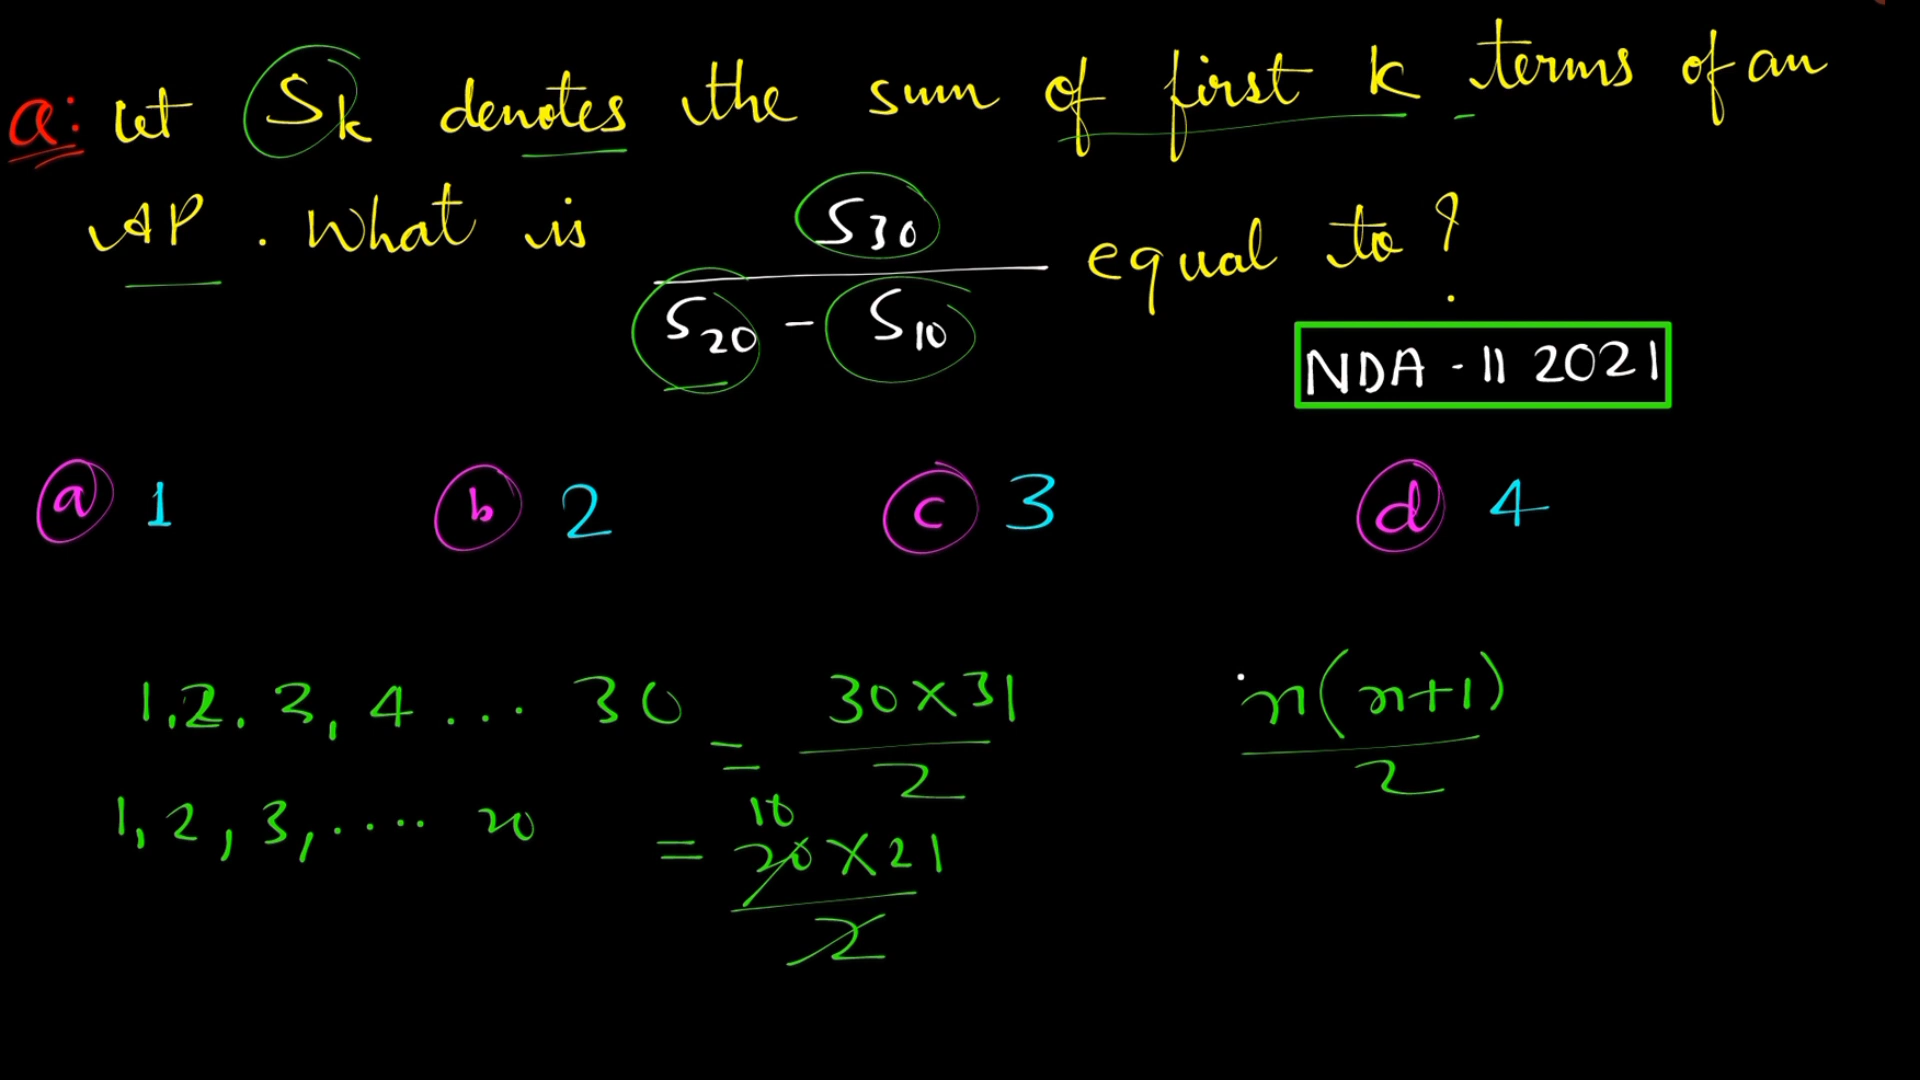 Q: Let Sk denotes the sum of first k terms of an
AP. What is S30 / S20 - S10 equal to?
NDA - II 2021
a 1 b 2 c 3 d 4
1, 2, 3, 4 ... 30 = 30 × 31 / 2 n(n+1) / 2
1, 2, 3, .... 20 = 20 × 21 / 2
10